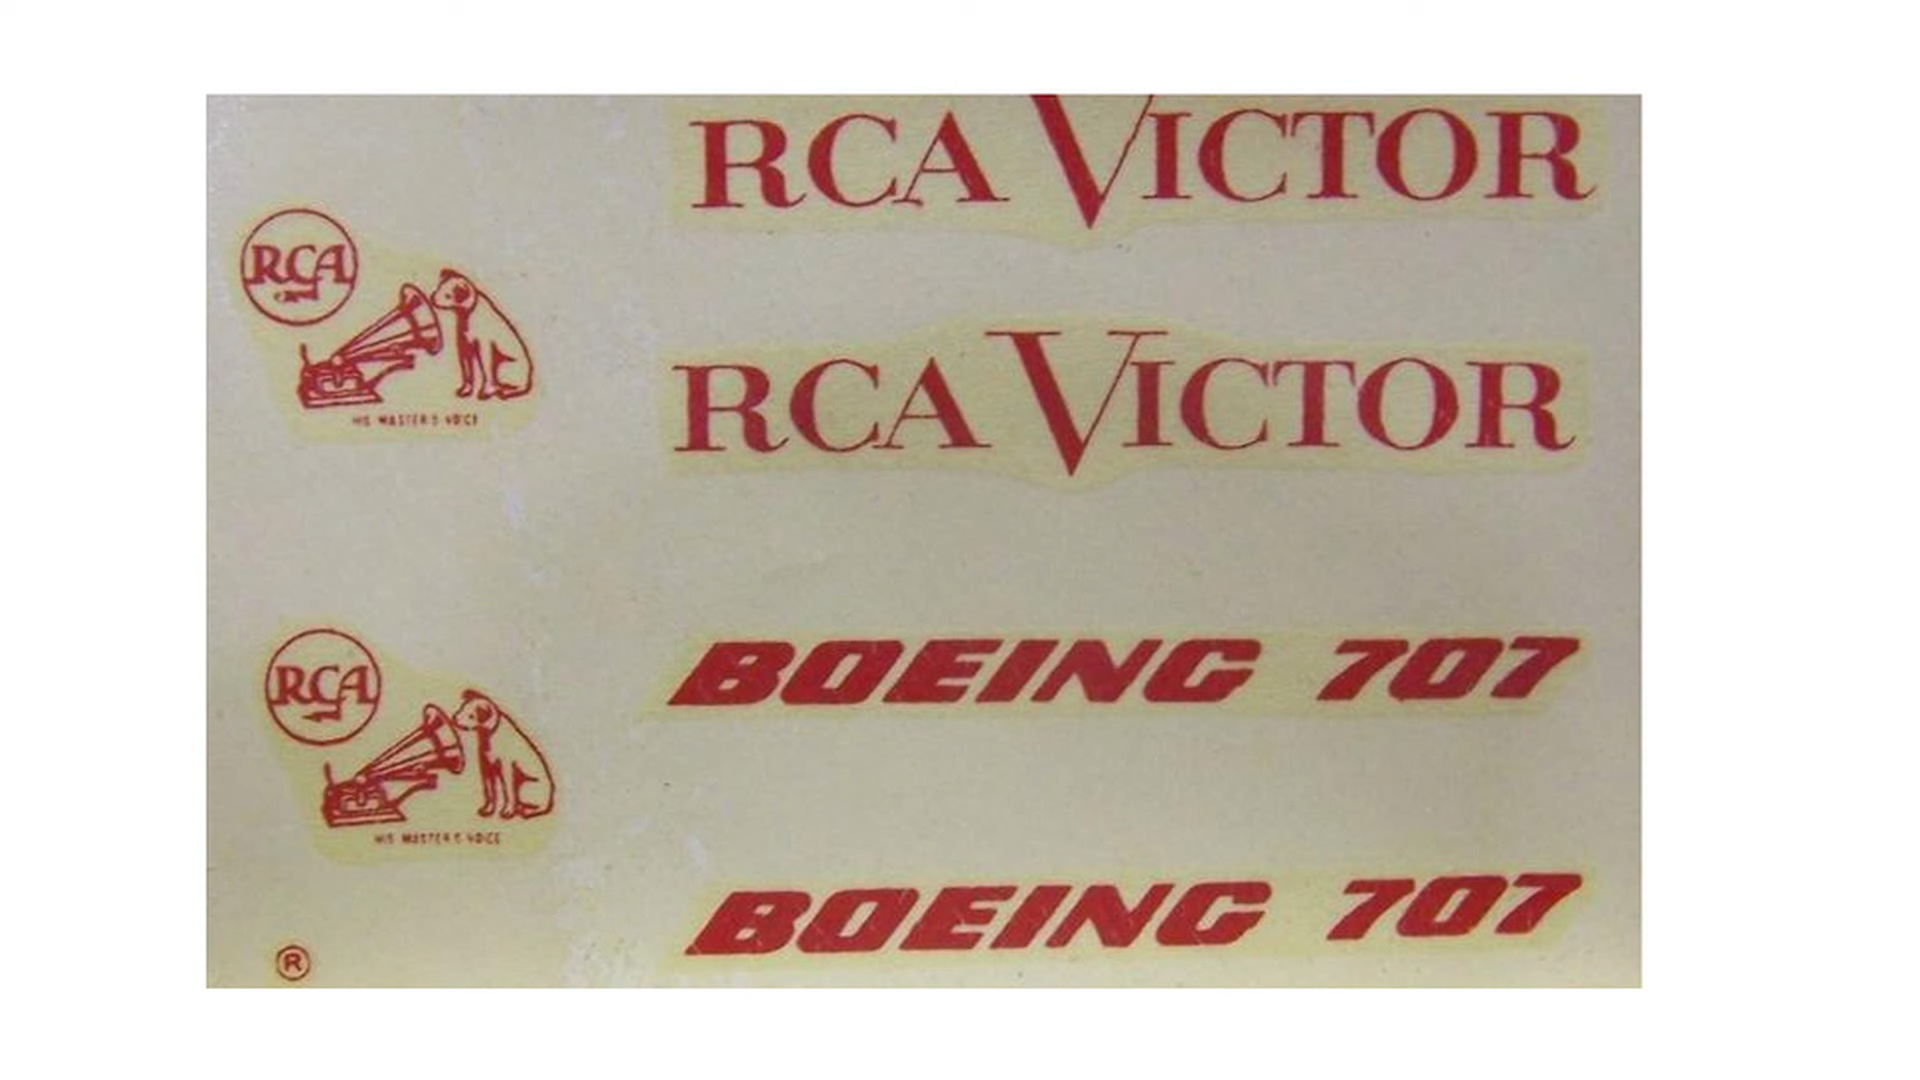 RCA VICTOR
RCA
HIS MASTER'S VOICE
RCA VICTOR
BOEING 707
RCA
HIS MASTER'S VOICE
BOEING 707
®